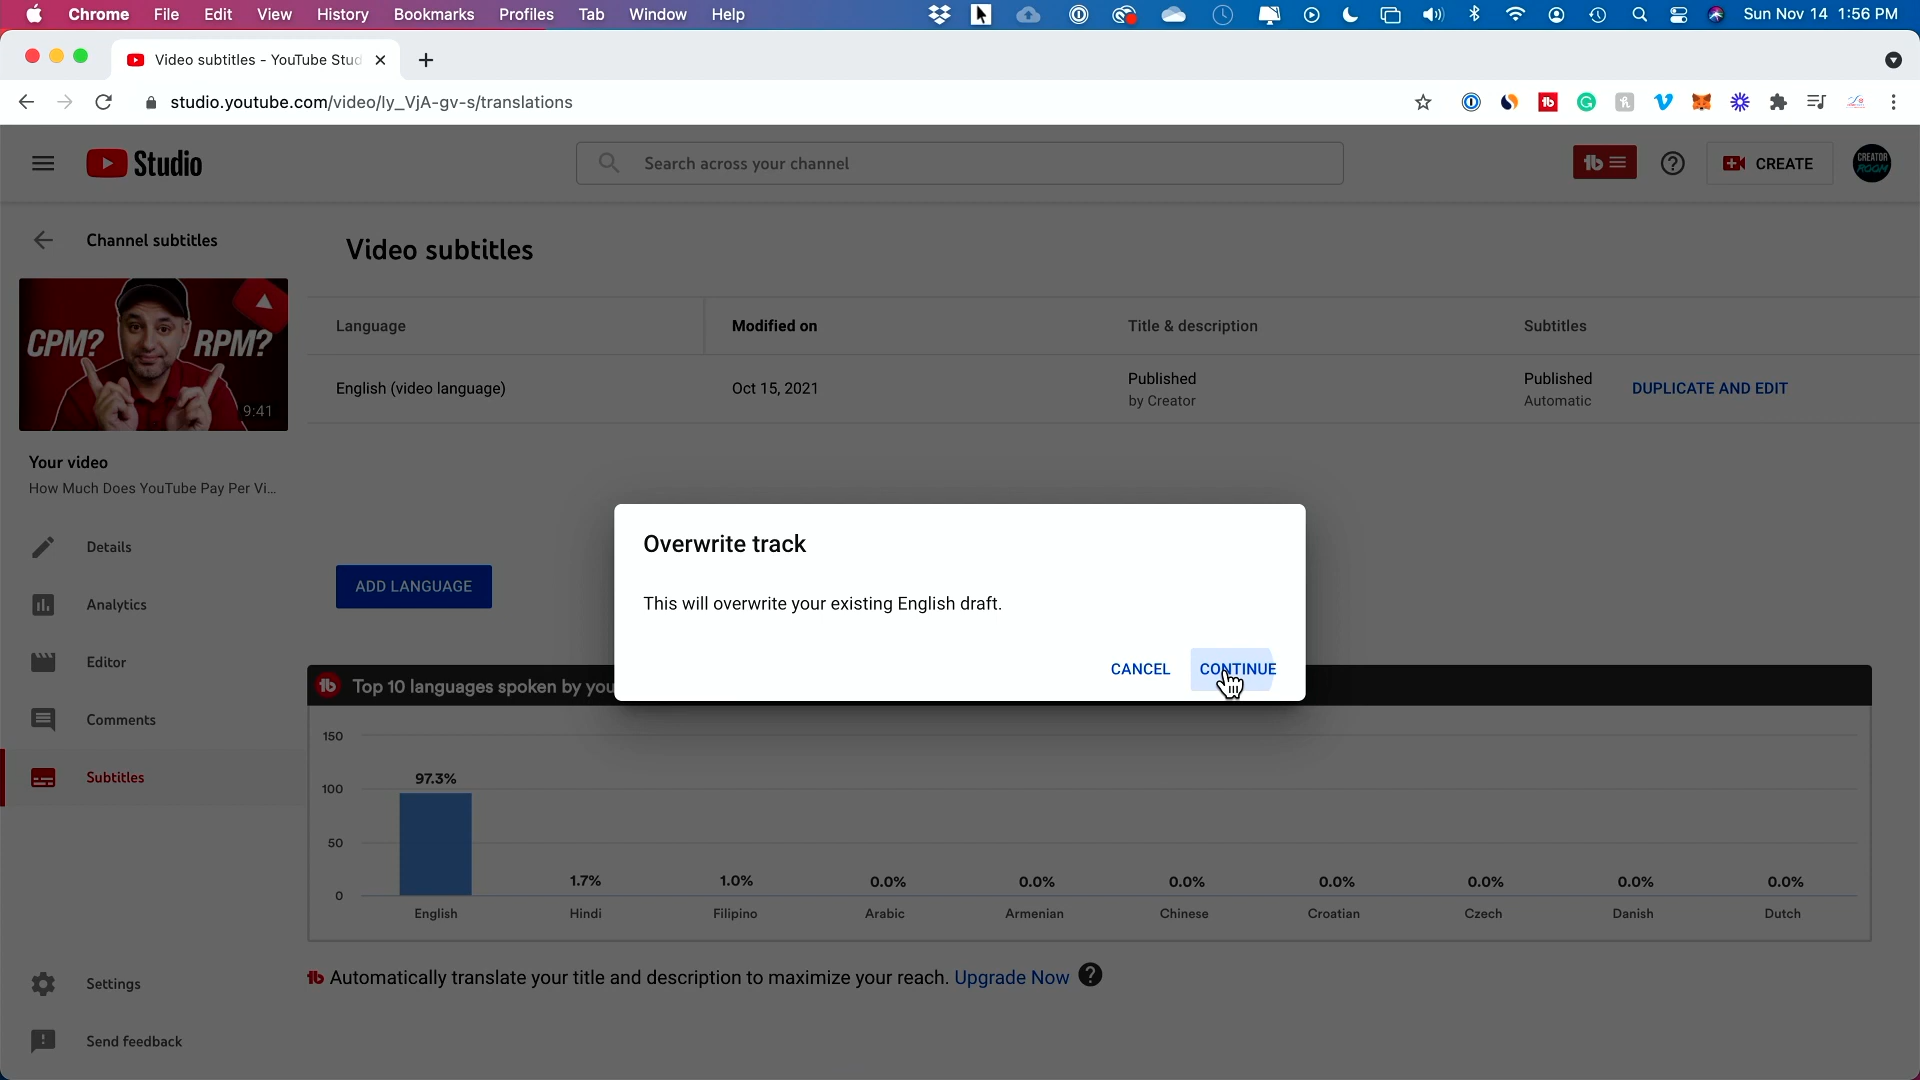 Chrome File Edit View History Bookmarks Profiles Tab Window Help Sun Nov 14 1:56 PM
Video subtitles - YouTube Stud
studio.youtube.com/video/ly_VjA-gv-s/translations
Studio
Search across your channel
CREATE
CREATOR
ROOM
Channel subtitles
Video subtitles
CPM? RPM?
9:41
Language Modified on Title & description Subtitles
English (video language) Oct 15, 2021 Published Published DUPLICATE AND EDIT
by Creator Automatic
Your video
How Much Does YouTube Pay Per Vi...
Details
Analytics
Editor
Comments
Subtitles
Settings
Send feedback
ADD LANGUAGE
Overwrite track
This will overwrite your existing English draft.
CANCEL CONTINUE
Top 10 languages spoken by you
150
100
50
0
97.3% 1.7% 1.0% 0.0% 0.0% 0.0% 0.0% 0.0% 0.0% 0.0%
English Hindi Filipino Arabic Armenian Chinese Croatian Czech Danish Dutch
Automatically translate your title and description to maximize your reach. Upgrade Now